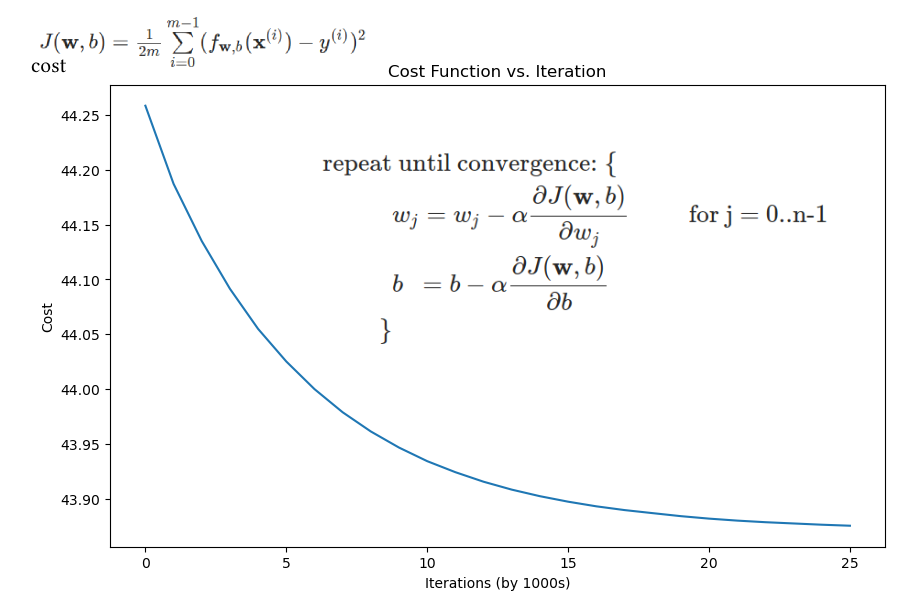 J(w, b) = 1/2m ∑_{i=0}^{m−1} (f_{w,b}(x^{(i)}) − y^{(i)})²
cost
Cost Function vs. Iteration
repeat until convergence: {
w_j = w_j − α ∂J(w, b)/∂w_j for j = 0..n-1
b = b − α ∂J(w, b)/∂b
}
Cost
44.25
44.20
44.15
44.10
44.05
44.00
43.95
43.90
0 5 10 15 20 25
Iterations (by 1000s)